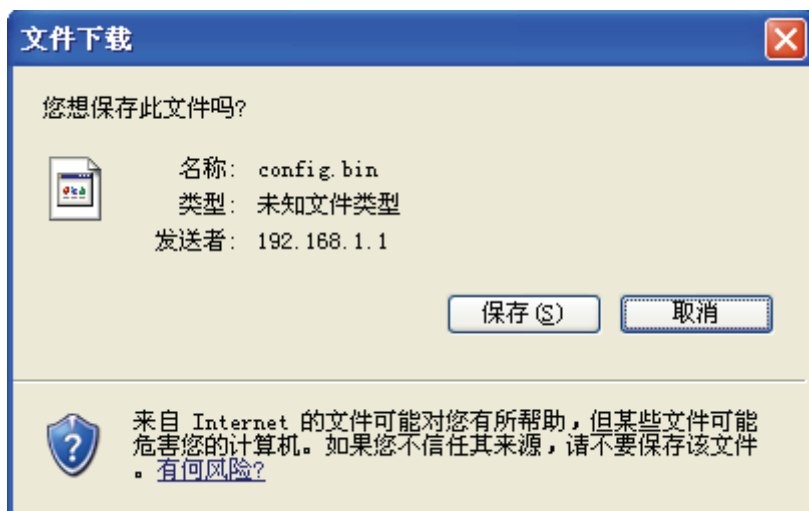 文件下载
您想保存此文件吗?
名称: config.bin
类型: 未知文件类型
发送者: 192.168.1.1
保存(S) 取消
来自 Internet 的文件可能对您有所帮助，但某些文件可能
危害您的计算机。如果您不信任其来源，请不要保存该文件
。有何风险?